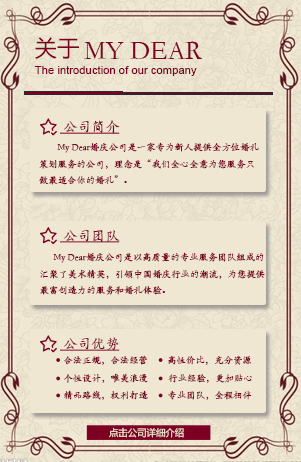 关于 MY DEAR
The introduction of our company
公司简介
My Dear婚庆公司是一家专为新人提供全方位婚礼
策划服务的公司，理念是“我们全心全意为您服务只
做最适合你的婚礼”。
公司团队
My Dear婚庆公司是以高质量的专业服务团队组成的
汇聚了美术精英，引领中国婚庆行业的潮流，为您提供
最富创造力的服务和婚礼体验。
公司优势
• 合法正规，合法经营 • 高性价比，充分资源
• 个性设计，唯美浪漫 • 行业经验，更加贴心
• 精品路线，权利打造 • 专业团队，全程相伴
点击公司详细介绍